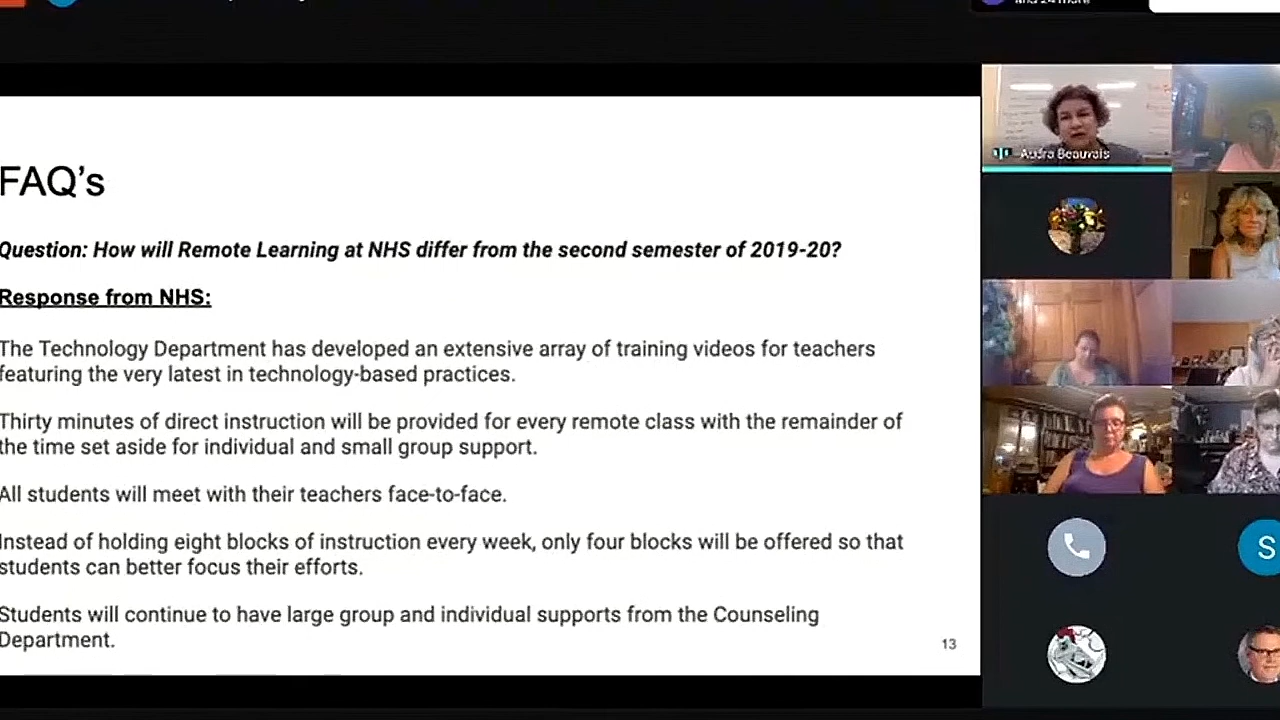 and 24 more
FAQ's
Question: How will Remote Learning at NHS differ from the second semester of 2019-20?
Response from NHS:
The Technology Department has developed an extensive array of training videos for teachers
featuring the very latest in technology-based practices.
Thirty minutes of direct instruction will be provided for every remote class with the remainder of
the time set aside for individual and small group support.
All students will meet with their teachers face-to-face.
Instead of holding eight blocks of instruction every week, only four blocks will be offered so that
students can better focus their efforts.
Students will continue to have large group and individual supports from the Counseling
Department.
13
Audra Beauvais
S